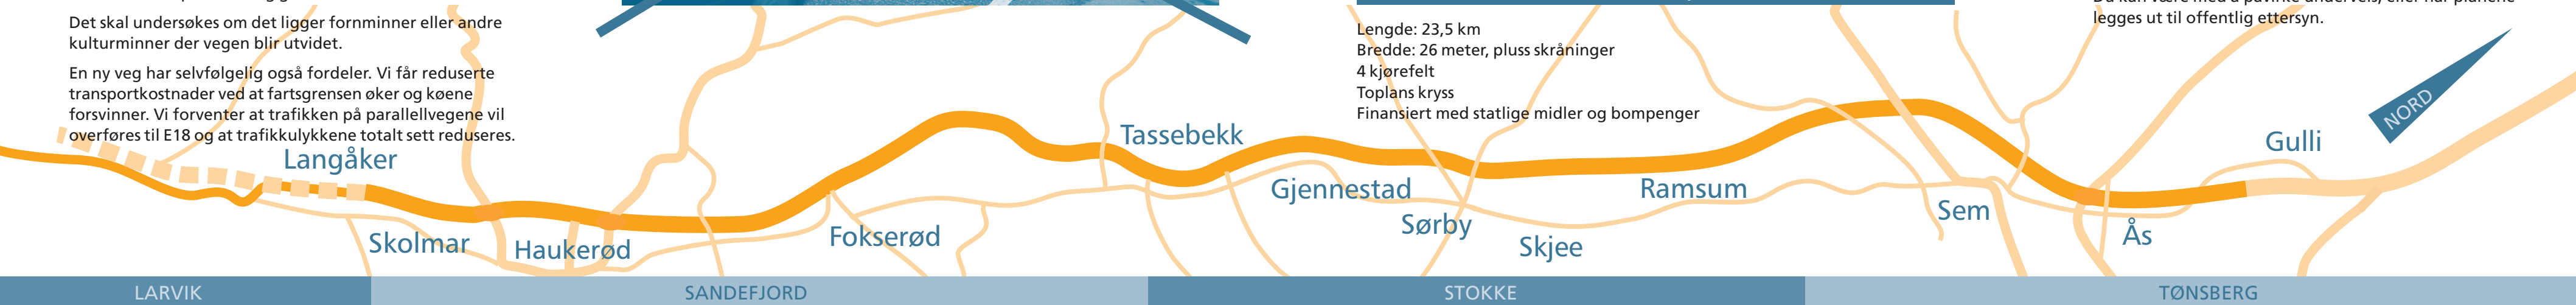 Det skal undersøkes om det ligger fornminner eller andre
kulturminner der vegen blir utvidet.
En ny veg har selvfølgelig også fordeler. Vi får reduserte
transportkostnader ved at fartsgrensen øker og køene
forsvinner. Vi forventer at trafikken på parallellvegene vil
overføres til E18 og at trafikkulykkene totalt sett reduseres.
Lengde: 23,5 km
Bredde: 26 meter, pluss skråninger
4 kjørefelt
Toplans kryss
Finansiert med statlige midler og bompenger
legges ut til offentlig ettersyn.
NORD
Langåker
Skolmar
Haukerød
Fokserød
Tassebekk
Gjennestad
Sørby
Skjee
Ramsum
Sem
Ås
Gulli
LARVIK
SANDEFJORD
STOKKE
TØNSBERG